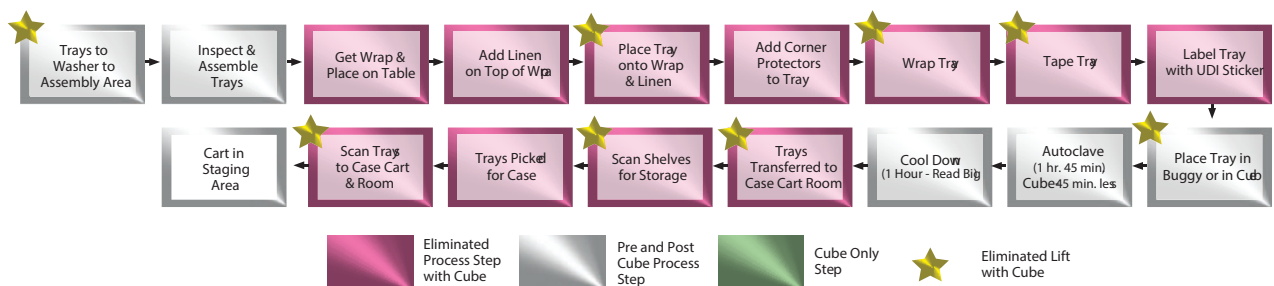 Trays to
Washer to
Assembly Area
Inspect &
Assemble
Trays
Get Wrap &
Place on Table
Add Linen
on Top of Wrap
Place Tray
onto Wrap
& Linen
Add Corner
Protectors
to Tray
Wrap Tray
Tape Tray
Label Tray
with UDI Sticker
Cart in
Staging
Area
Scan Trays
to Case Cart
& Room
Trays Picked
for Case
Scan Shelves
for Storage
Trays
Transferred to
Case Cart Room
Cool Down
(1 Hour - Read Big)
Autoclave
(1 hr. 45 min)
Cube-45 min. less
Place Tray in
Buggy or in Cube
Eliminated
Process Step
with Cube
Pre and Post
Cube Process
Step
Cube Only
Step
Eliminated Lift
with Cube